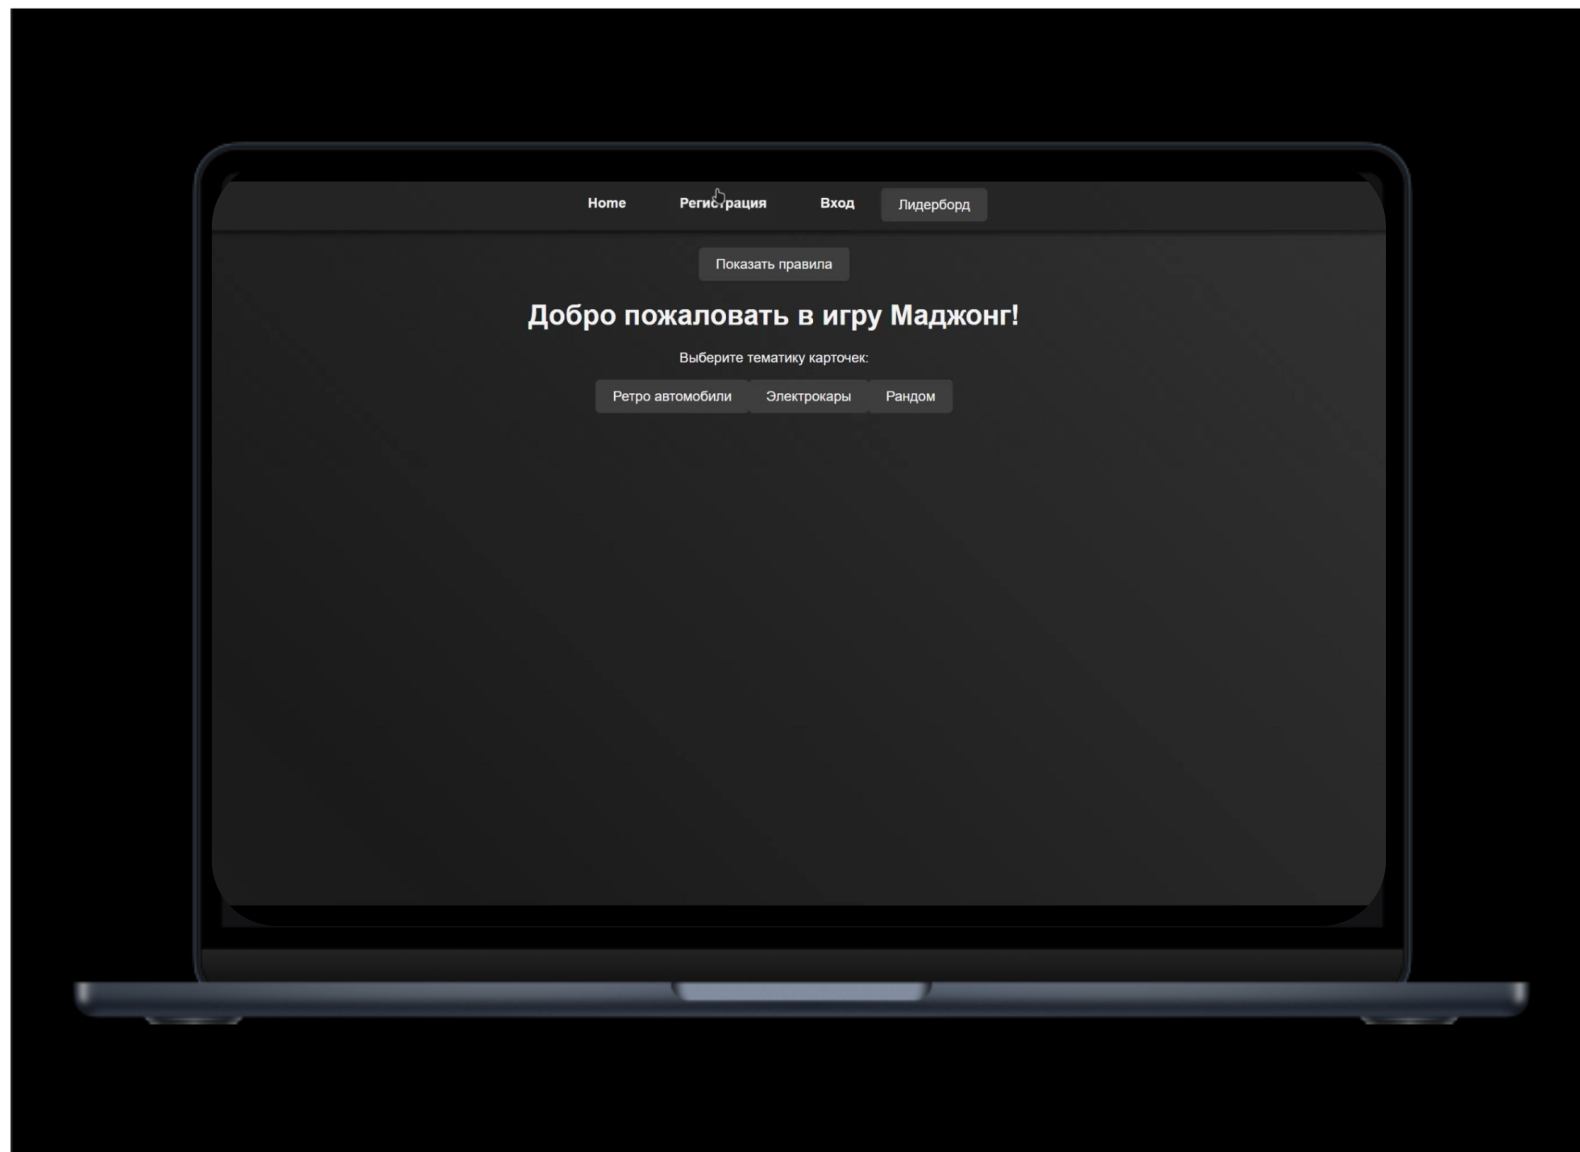 Home Регистрация Вход Лидерборд
Показать правила
Добро пожаловать в игру Маджонг!
Выберите тематику карточек:
Ретро автомобили Электрокары Рандом